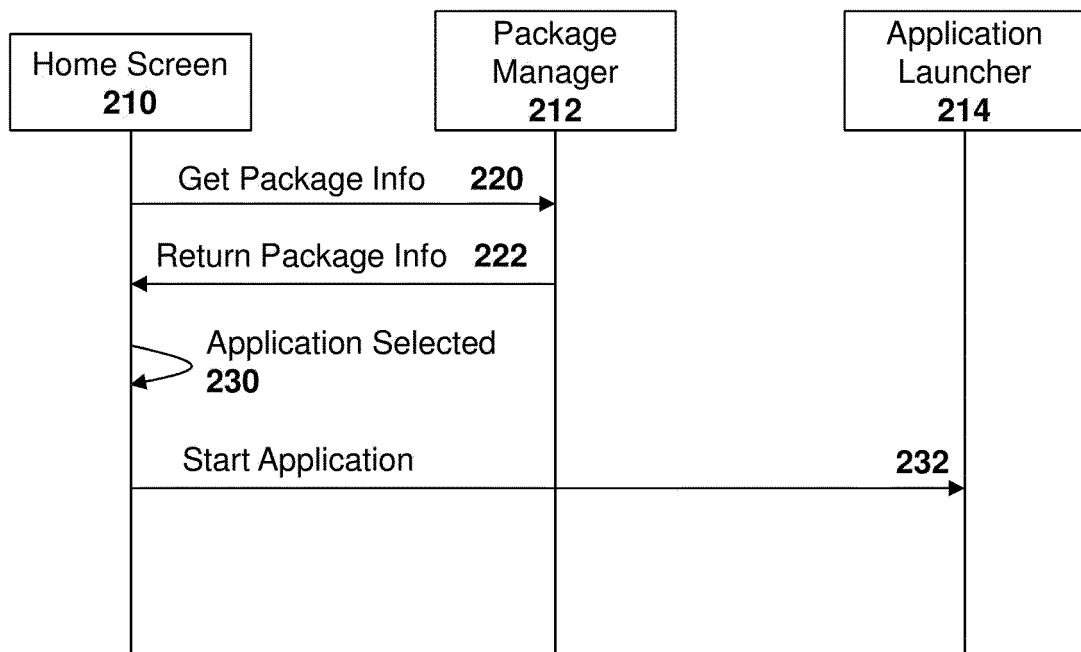 Home Screen
210
Package
Manager
212
Application
Launcher
214
Get Package Info 220
Return Package Info 222
Application Selected
230
Start Application 232